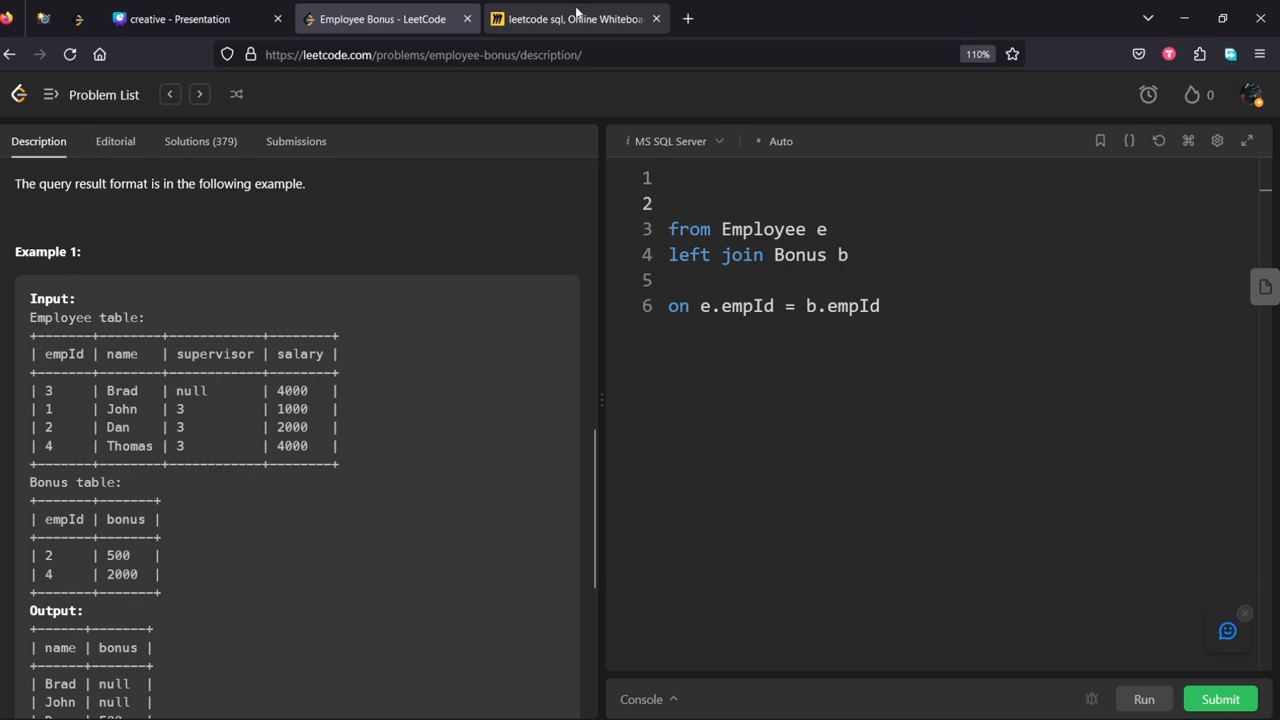 creative - Presentation
Employee Bonus - LeetCode
leetcode sql, Online Whiteboa
https://leetcode.com/problems/employee-bonus/description/
110%
Problem List
0
Description
Editorial
Solutions (379)
Submissions
i MS SQL Server
• Auto
The query result format is in the following example.
Example 1:
Input:
Employee table:
+-------+--------+------------+--------+
| empId | name   | supervisor | salary |
+-------+--------+------------+--------+
| 3     | Brad   | null       | 4000   |
| 1     | John   | 3          | 1000   |
| 2     | Dan    | 3          | 2000   |
| 4     | Thomas | 3          | 4000   |
+-------+--------+------------+--------+
Bonus table:
+-------+-------+
| empId | bonus |
+-------+-------+
| 2     | 500   |
| 4     | 2000  |
+-------+-------+
Output:
+------+-------+
| name | bonus |
+------+-------+
| Brad | null  |
| John | null  |
1
2
3 from Employee e
4 left join Bonus b
5
6 on e.empId = b.empId
Console
Run
Submit